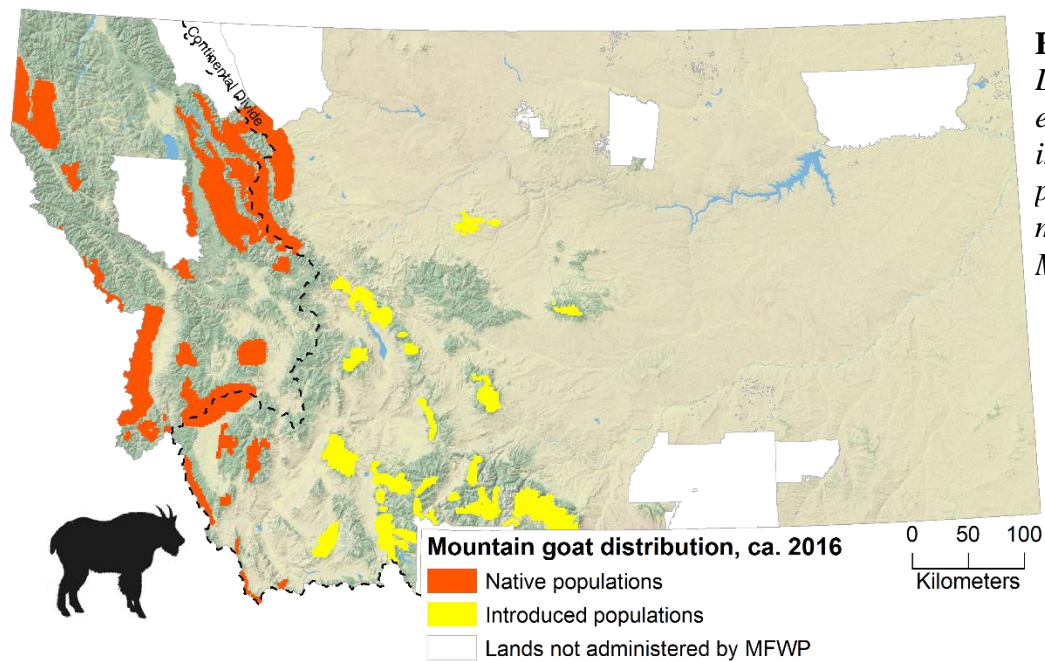 Continental Divide
Mountain goat distribution, ca. 2016
Native populations
Introduced populations
Lands not administered by MFWP
0 50 100
Kilometers